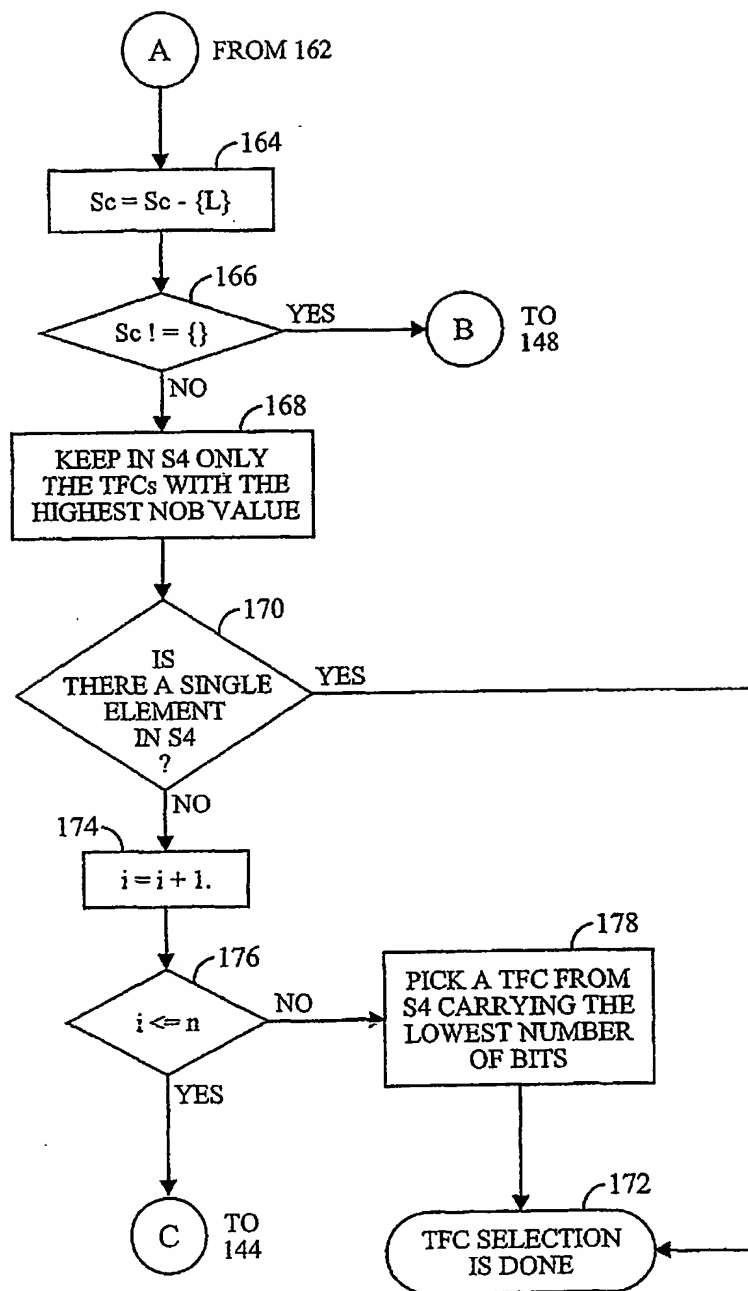 A
FROM 162
164
Sc = Sc - {L}
166
Sc ! = {}
YES
B
TO
148
NO
168
KEEP IN S4 ONLY
THE TFCs WITH THE
HIGHEST NOB VALUE
170
IS
THERE A SINGLE
ELEMENT
IN S4
?
YES
NO
174
i = i + 1.
176
i <= n
NO
178
PICK A TFC FROM
S4 CARRYING THE
LOWEST NUMBER
OF BITS
YES
C
TO
144
172
TFC SELECTION
IS DONE